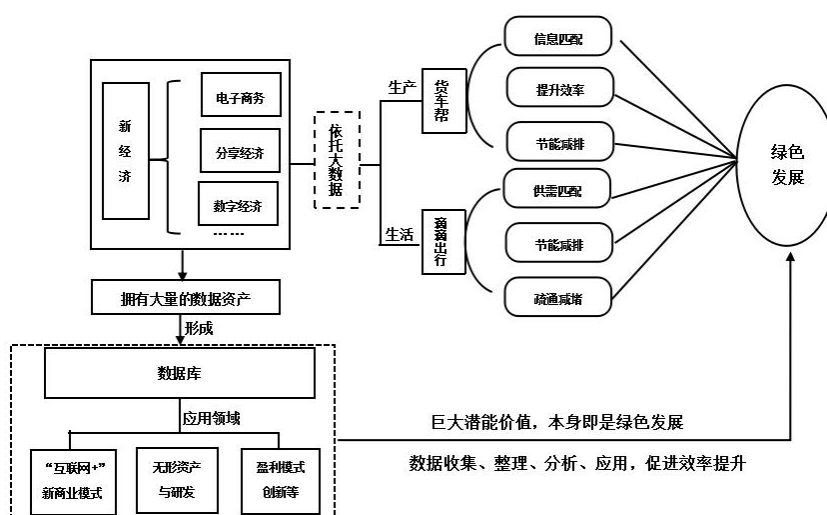 新经济
电子商务
分享经济
数字经济
……
依托大数据
生产
货车帮
信息匹配
提升效率
节能减排
生活
滴滴出行
供需匹配
节能减排
疏通减堵
绿色
发展
拥有大量的数据资产
形成
数据库
应用领域
“互联网+”
新商业模式
无形资产
与研发
盈利模式
创新等
巨大潜能价值，本身即是绿色发展
数据收集、整理、分析、应用，促进效率提升